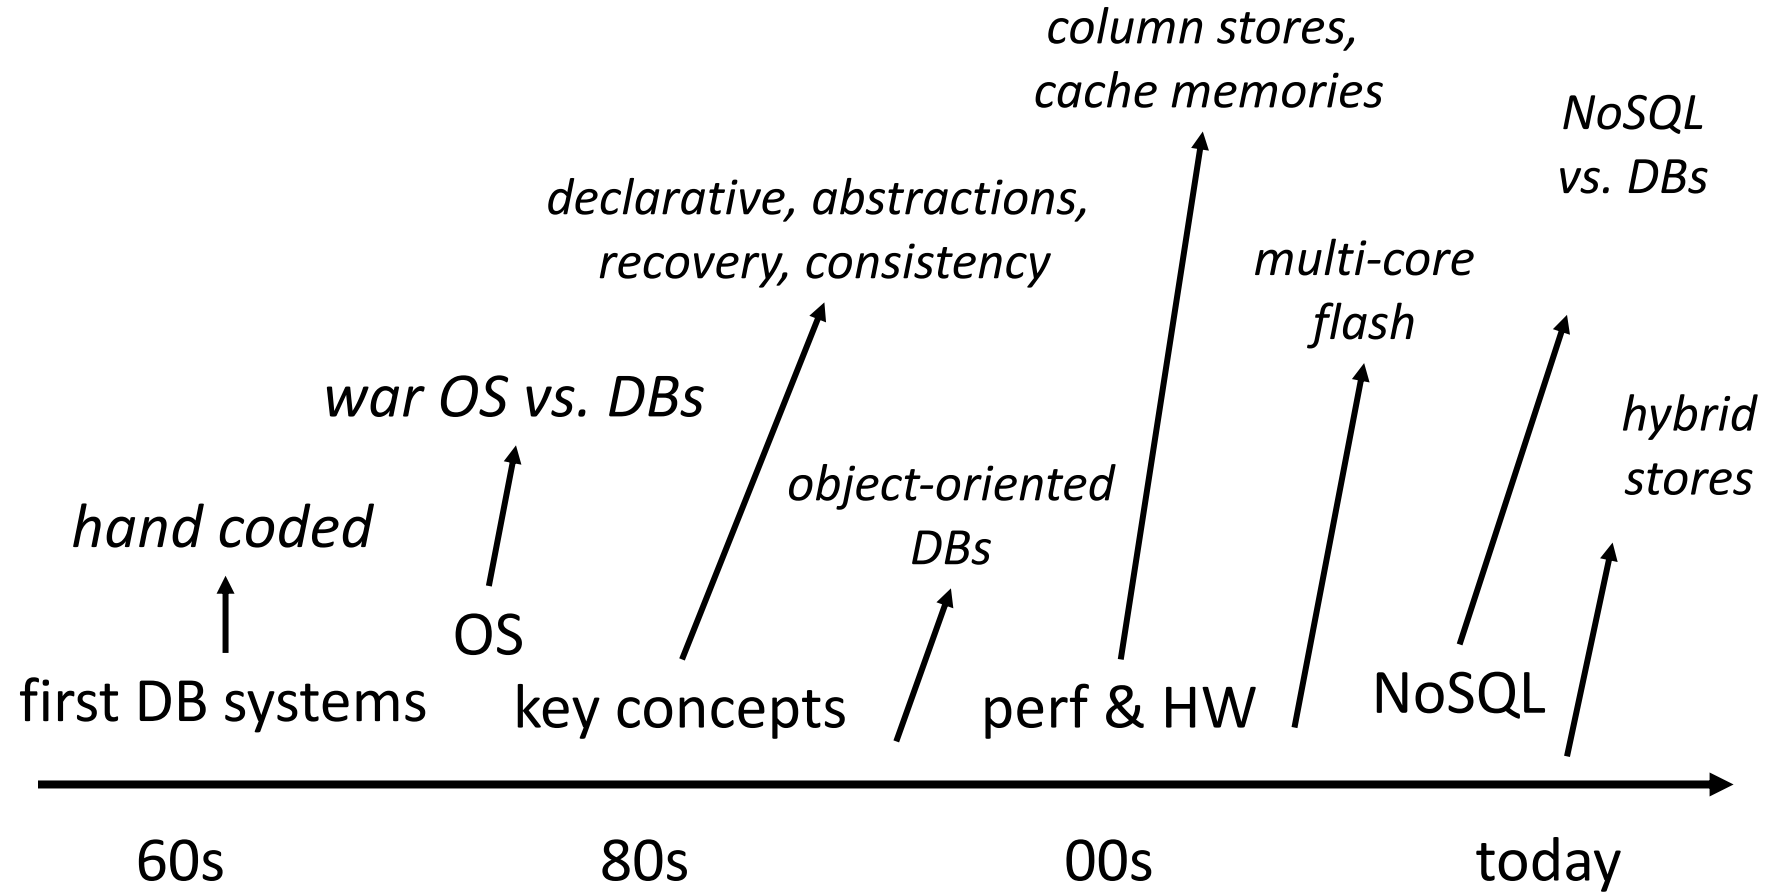 column stores,
cache memories
NoSQL
vs. DBs
declarative, abstractions,
recovery, consistency
multi-core
flash
war OS vs. DBs
hybrid
stores
object-oriented
DBs
hand coded
OS
first DB systems
key concepts
perf & HW
NoSQL
60s
80s
00s
today